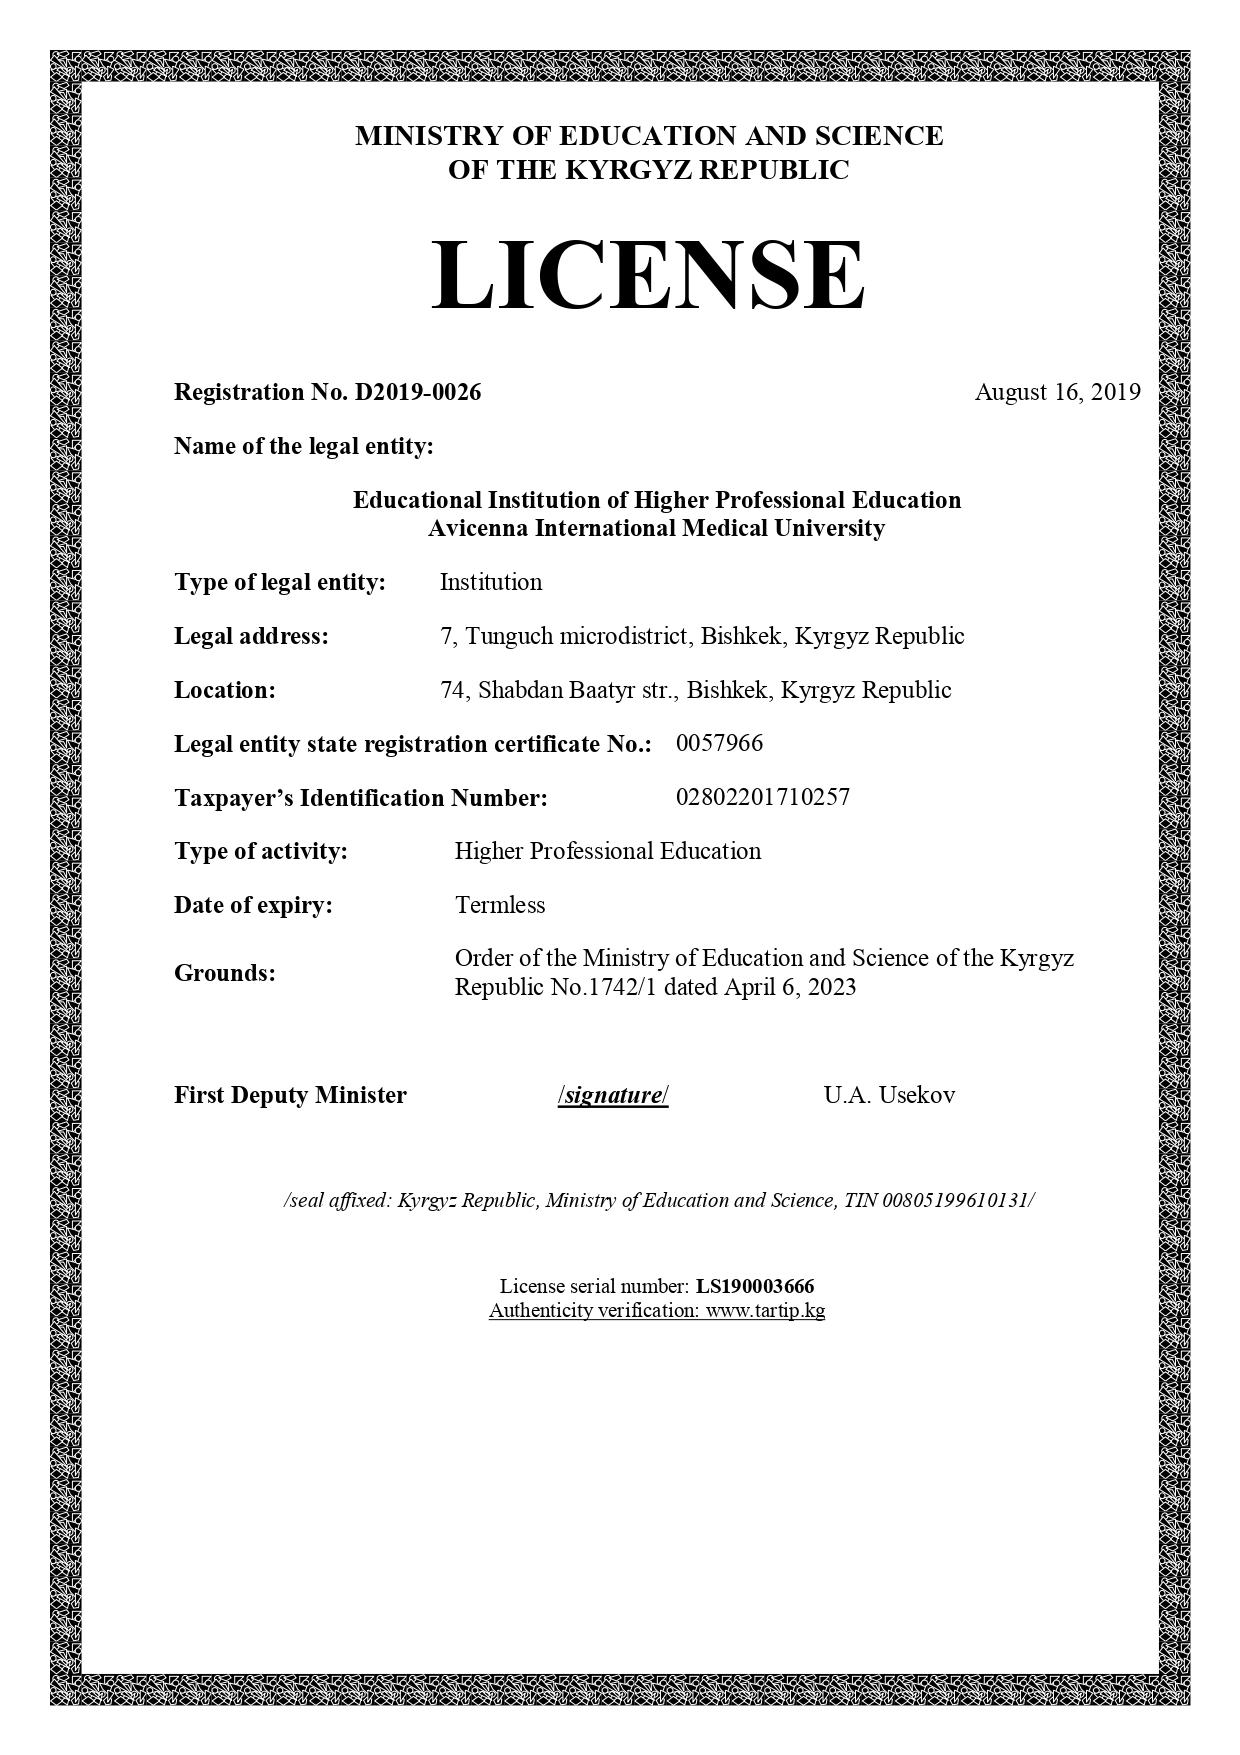 MINISTRY OF EDUCATION AND SCIENCE
OF THE KYRGYZ REPUBLIC
LICENSE
Registration No. D2019-0026 August 16, 2019
Name of the legal entity:
Educational Institution of Higher Professional Education
Avicenna International Medical University
Type of legal entity: Institution
Legal address: 7, Tunguch microdistrict, Bishkek, Kyrgyz Republic
Location: 74, Shabdan Baatyr str., Bishkek, Kyrgyz Republic
Legal entity state registration certificate No.: 0057966
Taxpayer’s Identification Number: 02802201710257
Type of activity: Higher Professional Education
Date of expiry: Termless
Grounds: Order of the Ministry of Education and Science of the Kyrgyz
Republic No.1742/1 dated April 6, 2023
First Deputy Minister /signature/ U.A. Usekov
/seal affixed: Kyrgyz Republic, Ministry of Education and Science, TIN 00805199610131/
License serial number: LS190003666
Authenticity verification: www.tartip.kg